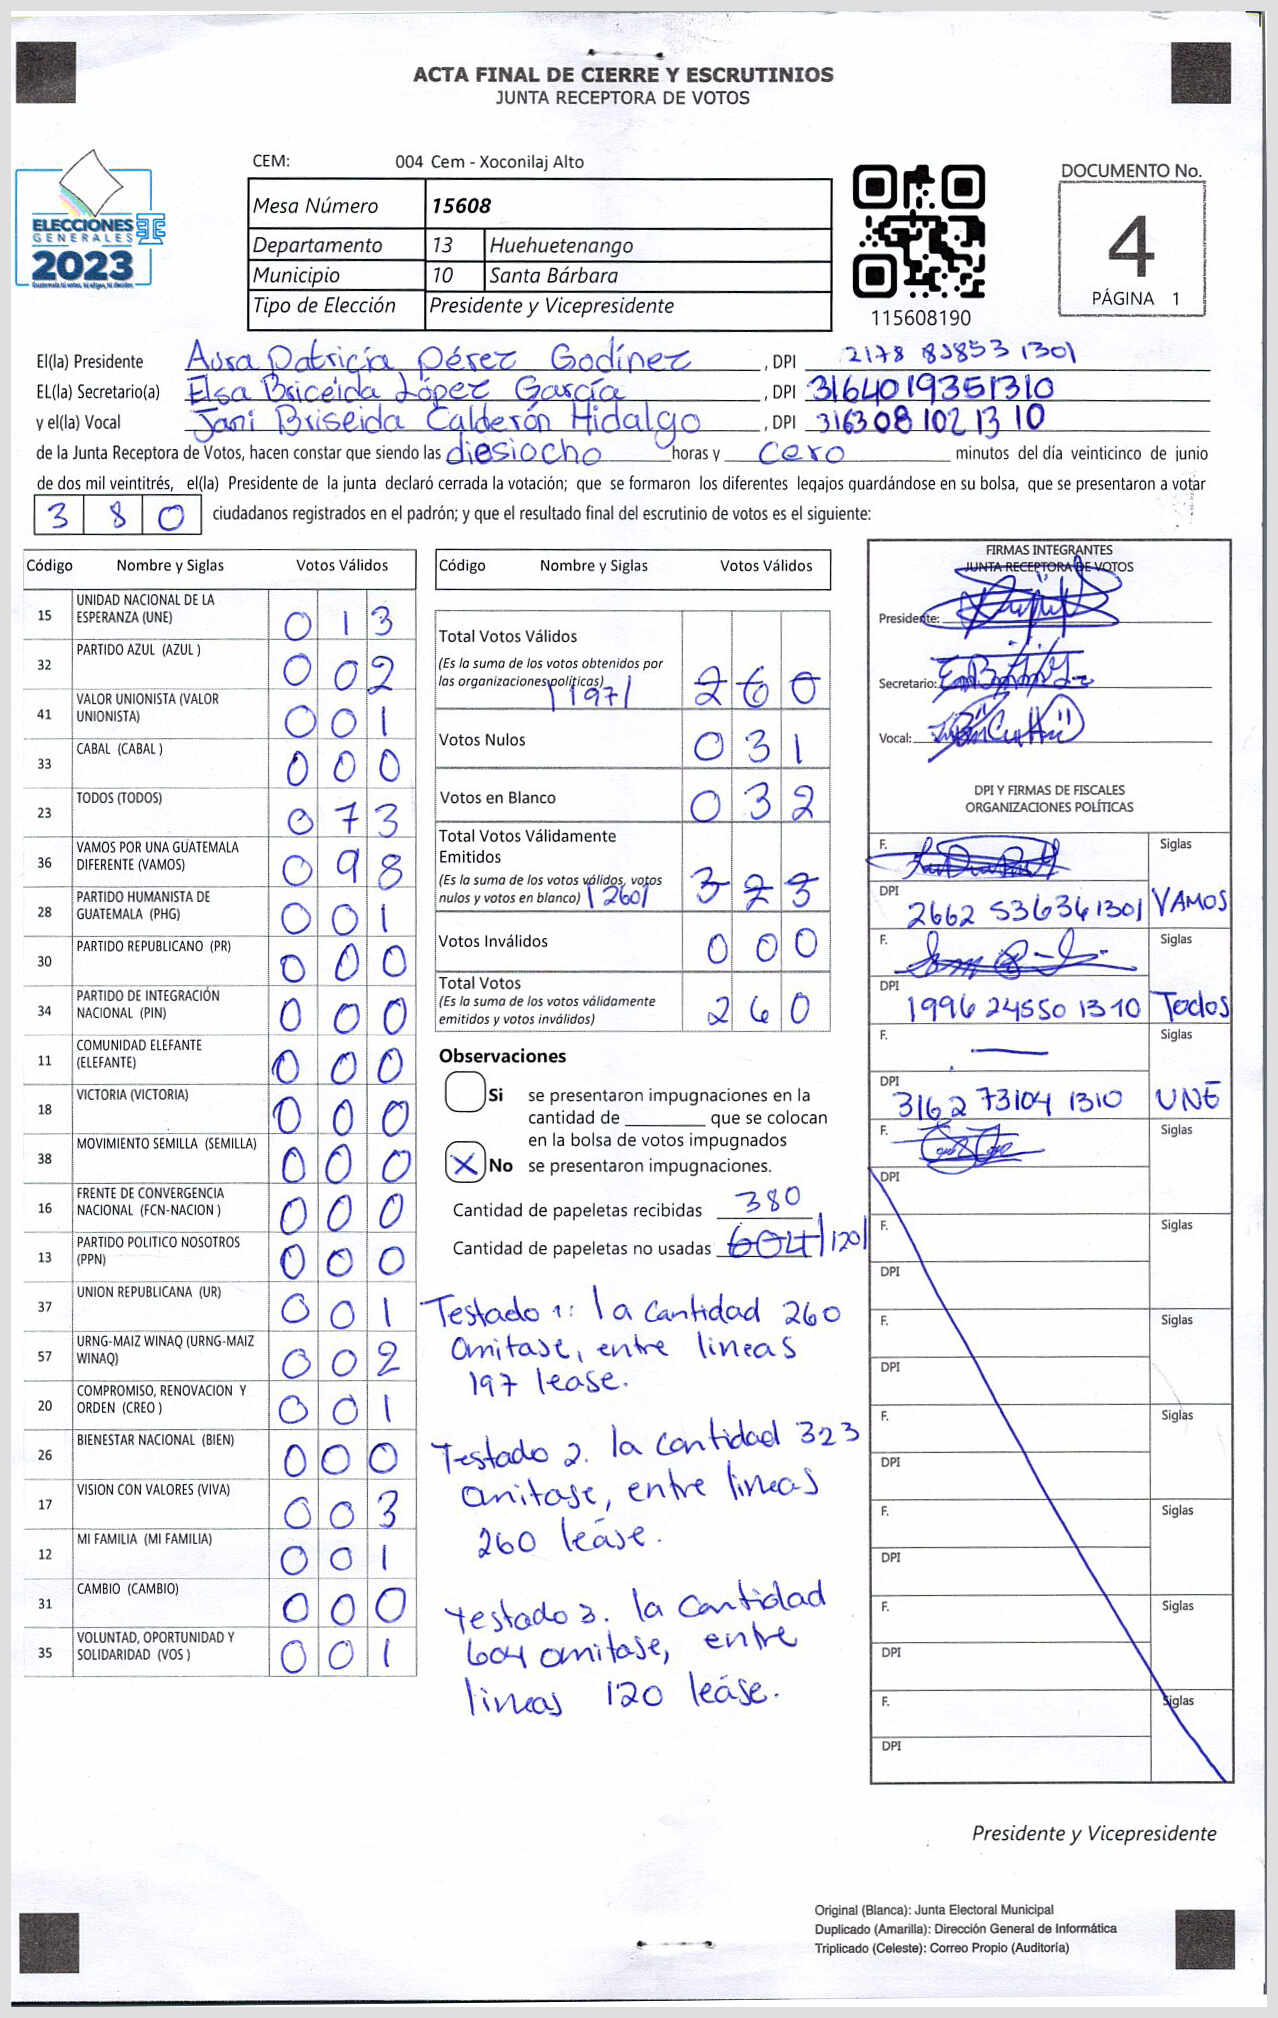 ACTA FINAL DE CIERRE Y ESCRUTINIOS
JUNTA RECEPTORA DE VOTOS
ELECCIONES
GENERALES
2023
CEM: 004 Cem - Xoconilaj Alto
Mesa Número 15608
Departamento 13 Huehuetenango
Municipio 10 Santa Bárbara
Tipo de Elección Presidente y Vicepresidente
115608190
DOCUMENTO No.
4
PÁGINA 1
El(la) Presidente Aura Patricia Pérez Godínez , DPI 1301
EL(la) Secretario(a) Elsa Briceida López García , DPI 3164019351310
y el(la) Vocal Jani Briseida Calderón Hidalgo , DPI 316308102 13 10
de la Junta Receptora de Votos, hacen constar que siendo las diesiocho horas y cero minutos del día veinticinco de junio
de dos mil veintitrés, el(la) Presidente de la junta declaró cerrada la votación; que se formaron los diferentes legajos guardándose en su bolsa, que se presentaron a votar
3 8 0 ciudadanos registrados en el padrón; y que el resultado final del escrutinio de votos es el siguiente:
Código Nombre y Siglas Votos Válidos
15 UNIDAD NACIONAL DE LA
ESPERANZA (UNE) 0 1 3
32 PARTIDO AZUL (AZUL ) 0 0 2
41 VALOR UNIONISTA (VALOR
UNIONISTA) 0 0 1
33 CABAL (CABAL ) 0 0 0
23 TODOS (TODOS) 0 7 3
36 VAMOS POR UNA GUATEMALA
DIFERENTE (VAMOS) 0 9 8
28 PARTIDO HUMANISTA DE
GUATEMALA (PHG) 0 0 1
30 PARTIDO REPUBLICANO (PR) 0 0 0
34 PARTIDO DE INTEGRACIÓN
NACIONAL (PIN) 0 0 0
11 COMUNIDAD ELEFANTE
(ELEFANTE) 0 0 0
18 VICTORIA (VICTORIA) 0 0 0
38 MOVIMIENTO SEMILLA (SEMILLA) 0 0 0
16 FRENTE DE CONVERGENCIA
NACIONAL (FCN-NACION ) 0 0 0
13 PARTIDO POLITICO NOSOTROS
(PPN) 0 0 0
37 UNION REPUBLICANA (UR) 0 0 1
57 URNG-MAIZ WINAQ (URNG-MAIZ
WINAQ) 0 0 2
20 COMPROMISO, RENOVACION Y
ORDEN (CREO ) 0 0 1
26 BIENESTAR NACIONAL (BIEN) 0 0 0
17 VISION CON VALORES (VIVA) 0 0 3
12 MI FAMILIA (MI FAMILIA) 0 0 1
31 CAMBIO (CAMBIO) 0 0 0
35 VOLUNTAD, OPORTUNIDAD Y
SOLIDARIDAD (VOS ) 0 0 1
Código Nombre y Siglas Votos Válidos
Total Votos Válidos
(Es la suma de los votos obtenidos por
las organizaciones políticas) |197| 2 6 0
Votos Nulos 0 3 1
Votos en Blanco 0 3 2
Total Votos Válidamente
Emitidos
(Es la suma de los votos válidos, votos
nulos y votos en blanco) |260| 3 2 3
Votos Inválidos 0 0 0
Total Votos
(Es la suma de los votos válidamente
emitidos y votos inválidos) 2 6 0
Observaciones
Si se presentaron impugnaciones en la
cantidad de ________ que se colocan
en la bolsa de votos impugnados
X No se presentaron impugnaciones.
Cantidad de papeletas recibidas 380
Cantidad de papeletas no usadas 604 |120|
Testado 1: la cantidad 260
omitase, entre lineas
197 lease.
Testado 2. la cantidad 323
omitase, entre lineas
260 leáse.
Testado 3. la cantidad
604 omitase, entre
lineas 120 leáse.
FIRMAS INTEGRANTES
JUNTA RECEPTORA DE VOTOS
Presidente:
Secretario:
Vocal:
DPI Y FIRMAS DE FISCALES
ORGANIZACIONES POLÍTICAS
F. Siglas
DPI 2662 53636 1301 VAMOS
F. Siglas
DPI 1996 24550 1310 Todos
F. Siglas
DPI 3162 73104 1310 UNE
F. Siglas
DPI
F. Siglas
DPI
F. Siglas
DPI
F. Siglas
DPI
F. Siglas
DPI
F. Siglas
DPI
F. Siglas
DPI
Presidente y Vicepresidente
Original (Blanca): Junta Electoral Municipal
Duplicado (Amarilla): Dirección General de Informática
Triplicado (Celeste): Correo Propio (Auditoría)